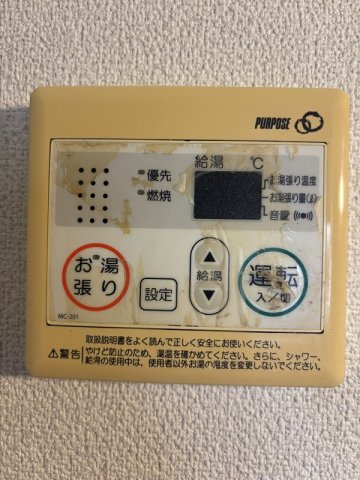 PURPOSE
給湯 ℃
優先
燃焼
お湯張り温度
お湯張り量(ま)
音量
お湯
張り
設定
給湯
運転
入/切
MC-201
取扱説明書をよく読んで正しく安全にお使いください。
警告 やけど防止のため、湯温を確かめてください。さらに、シャワー、
給湯の使用中は、使用者以外お湯の温度を変更しないでください。